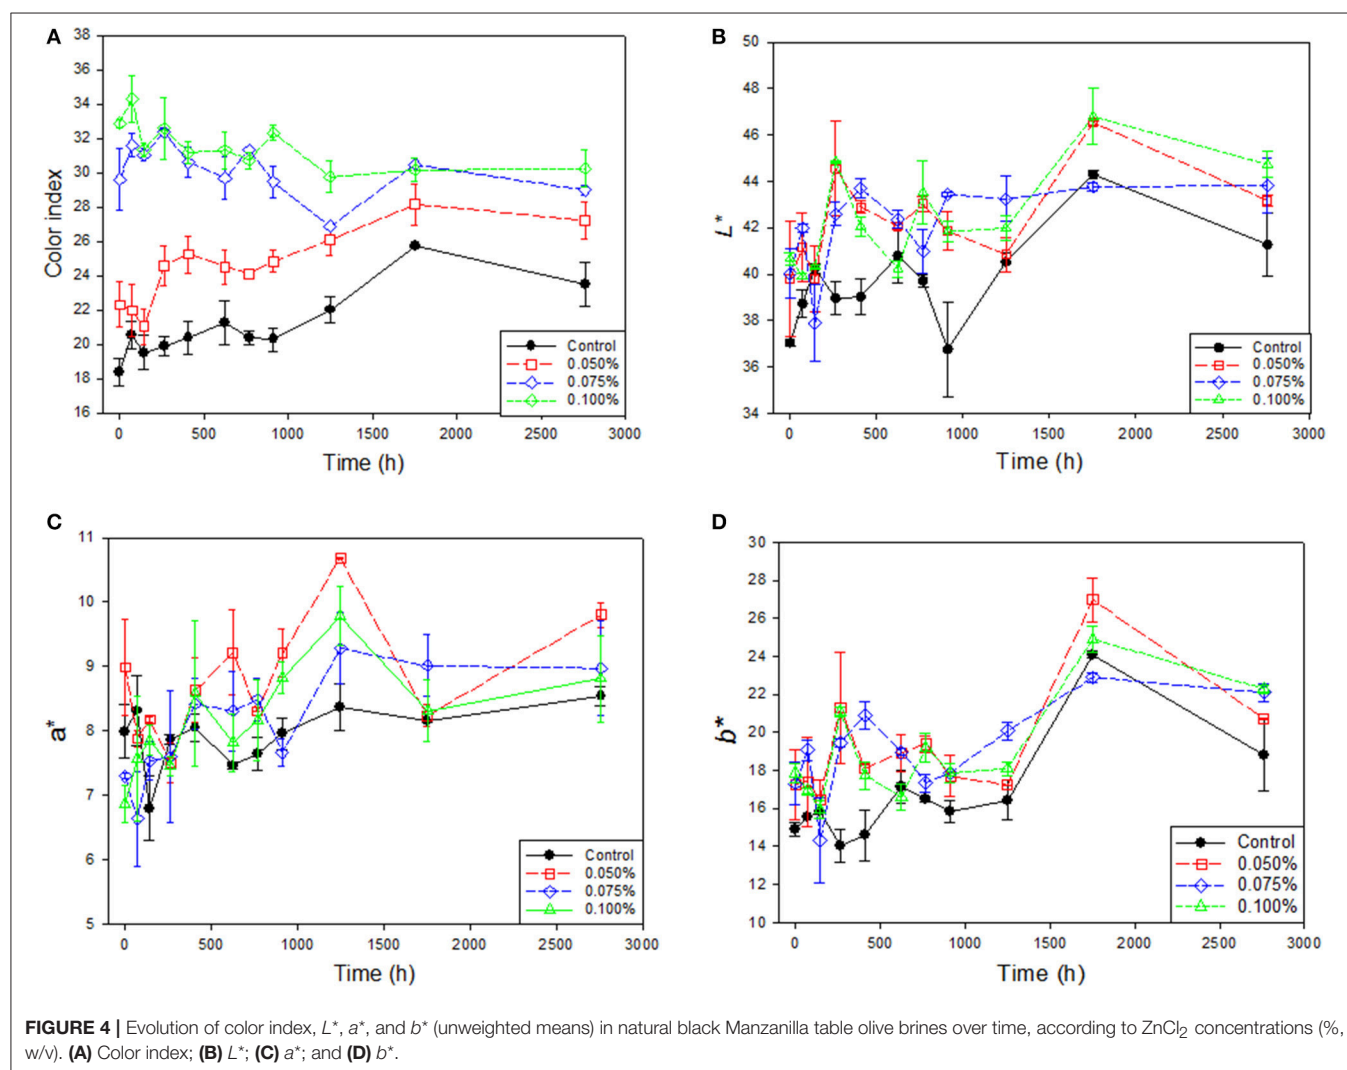 A
38
36
34
32
30
28
26
24
22
20
18
16
Color index
0 500 1000 1500 2000 2500 3000
Time (h)
Control
0.050%
0.075%
0.100%
B
50
48
46
44
42
40
38
36
34
L*
0 500 1000 1500 2000 2500 3000
Time (h)
Control
0.050%
0.075%
0.100%
C
11
10
9
8
7
6
5
a*
0 500 1000 1500 2000 2500 3000
Time (h)
Control
0.050%
0.075%
0.100%
D
30
28
26
24
22
20
18
16
14
12
10
b*
0 500 1000 1500 2000 2500 3000
Time (h)
Control
0.050%
0.075%
0.100%
FIGURE 4 | Evolution of color index, L*, a*, and b* (unweighted means) in natural black Manzanilla table olive brines over time, according to ZnCl₂ concentrations (%,
w/v). (A) Color index; (B) L*; (C) a*; and (D) b*.